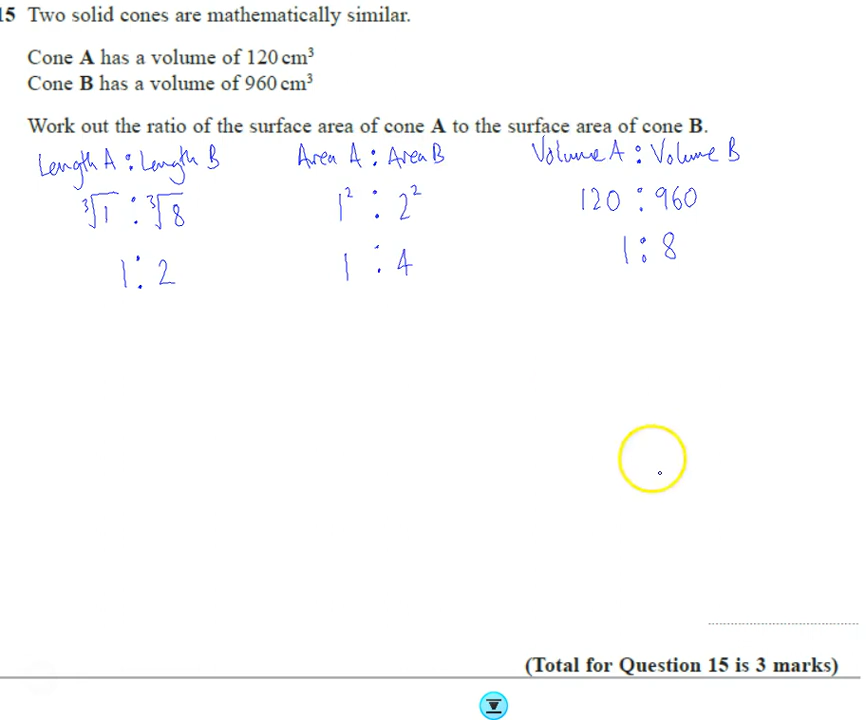 15 Two solid cones are mathematically similar.
Cone A has a volume of 120 cm³
Cone B has a volume of 960 cm³
Work out the ratio of the surface area of cone A to the surface area of cone B.
Length A : Length B Area A : Area B Volume A : Volume B
³√1 : ³√8 1² : 2² 120 : 960
1 : 2 1 : 4 1 : 8
(Total for Question 15 is 3 marks)